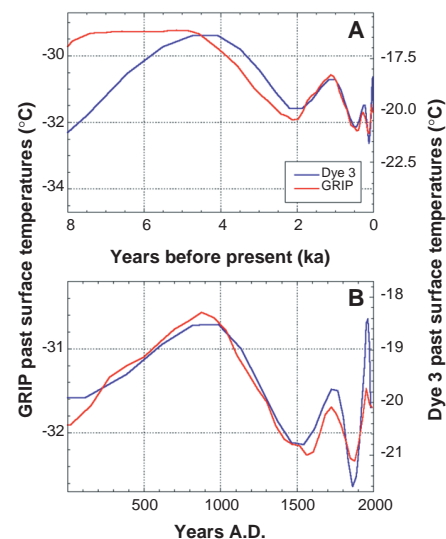 A
-30
-32
-34
-17.5
-20.0
-22.5
Dye 3
GRIP
8
6
4
2
0
Years before present (ka)
GRIP past surface temperatures (°C)
Dye 3 past surface temperatures (°C)
B
-31
-32
-18
-19
-20
-21
500
1000
1500
2000
Years A.D.